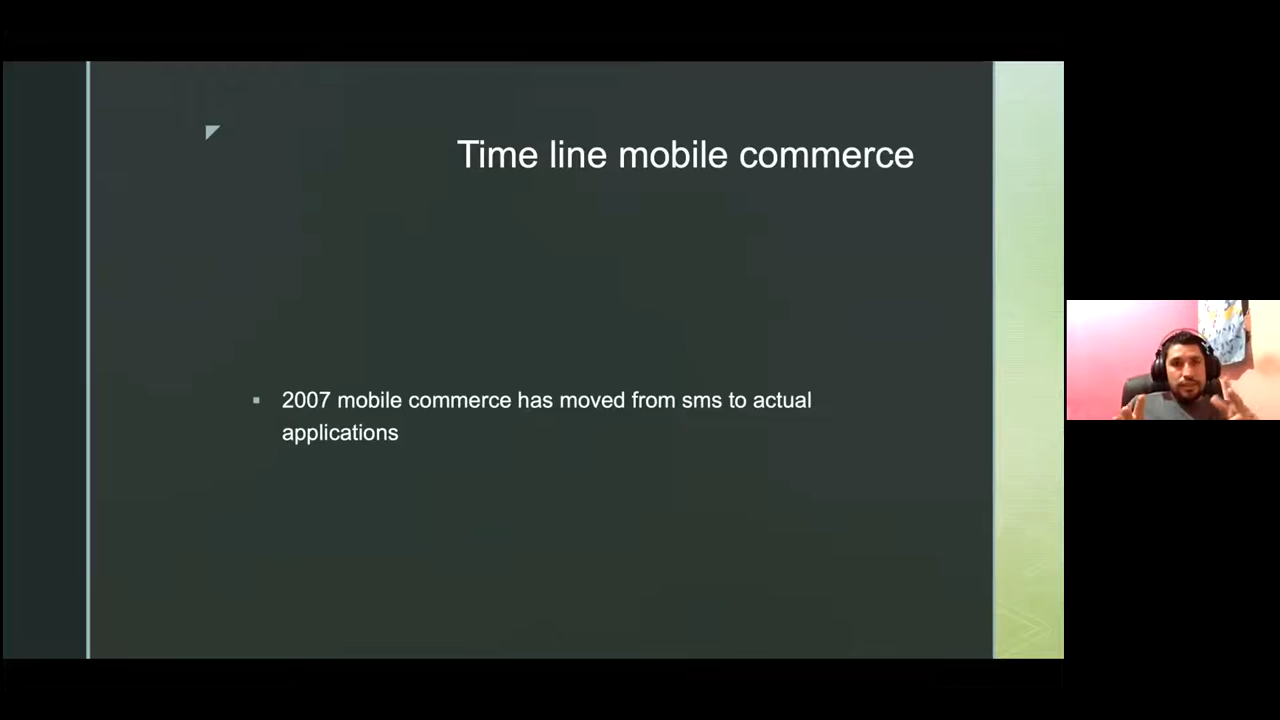 Time line mobile commerce
2007 mobile commerce has moved from sms to actual
applications